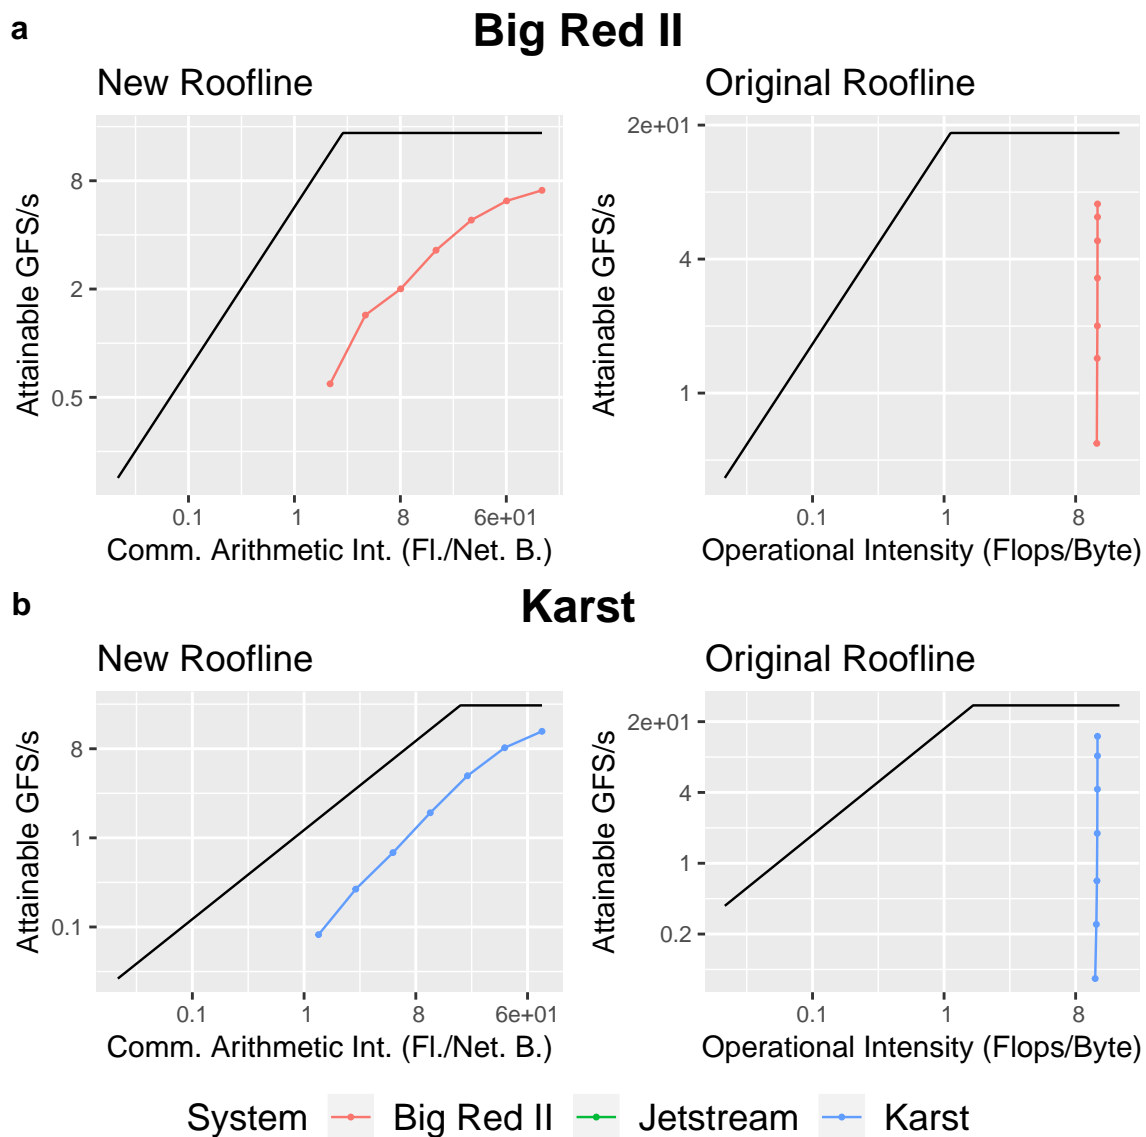 a
Big Red II
New Roofline
Original Roofline
Attainable GFS/s
8
2
0.5
0.1
1
8
6e+01
Comm. Arithmetic Int. (Fl./Net. B.)
Attainable GFS/s
2e+01
4
1
0.1
1
8
Operational Intensity (Flops/Byte)
b
Karst
New Roofline
Original Roofline
Attainable GFS/s
8
1
0.1
0.1
1
8
6e+01
Comm. Arithmetic Int. (Fl./Net. B.)
Attainable GFS/s
2e+01
4
1
0.2
0.1
1
8
Operational Intensity (Flops/Byte)
System Big Red II Jetstream Karst